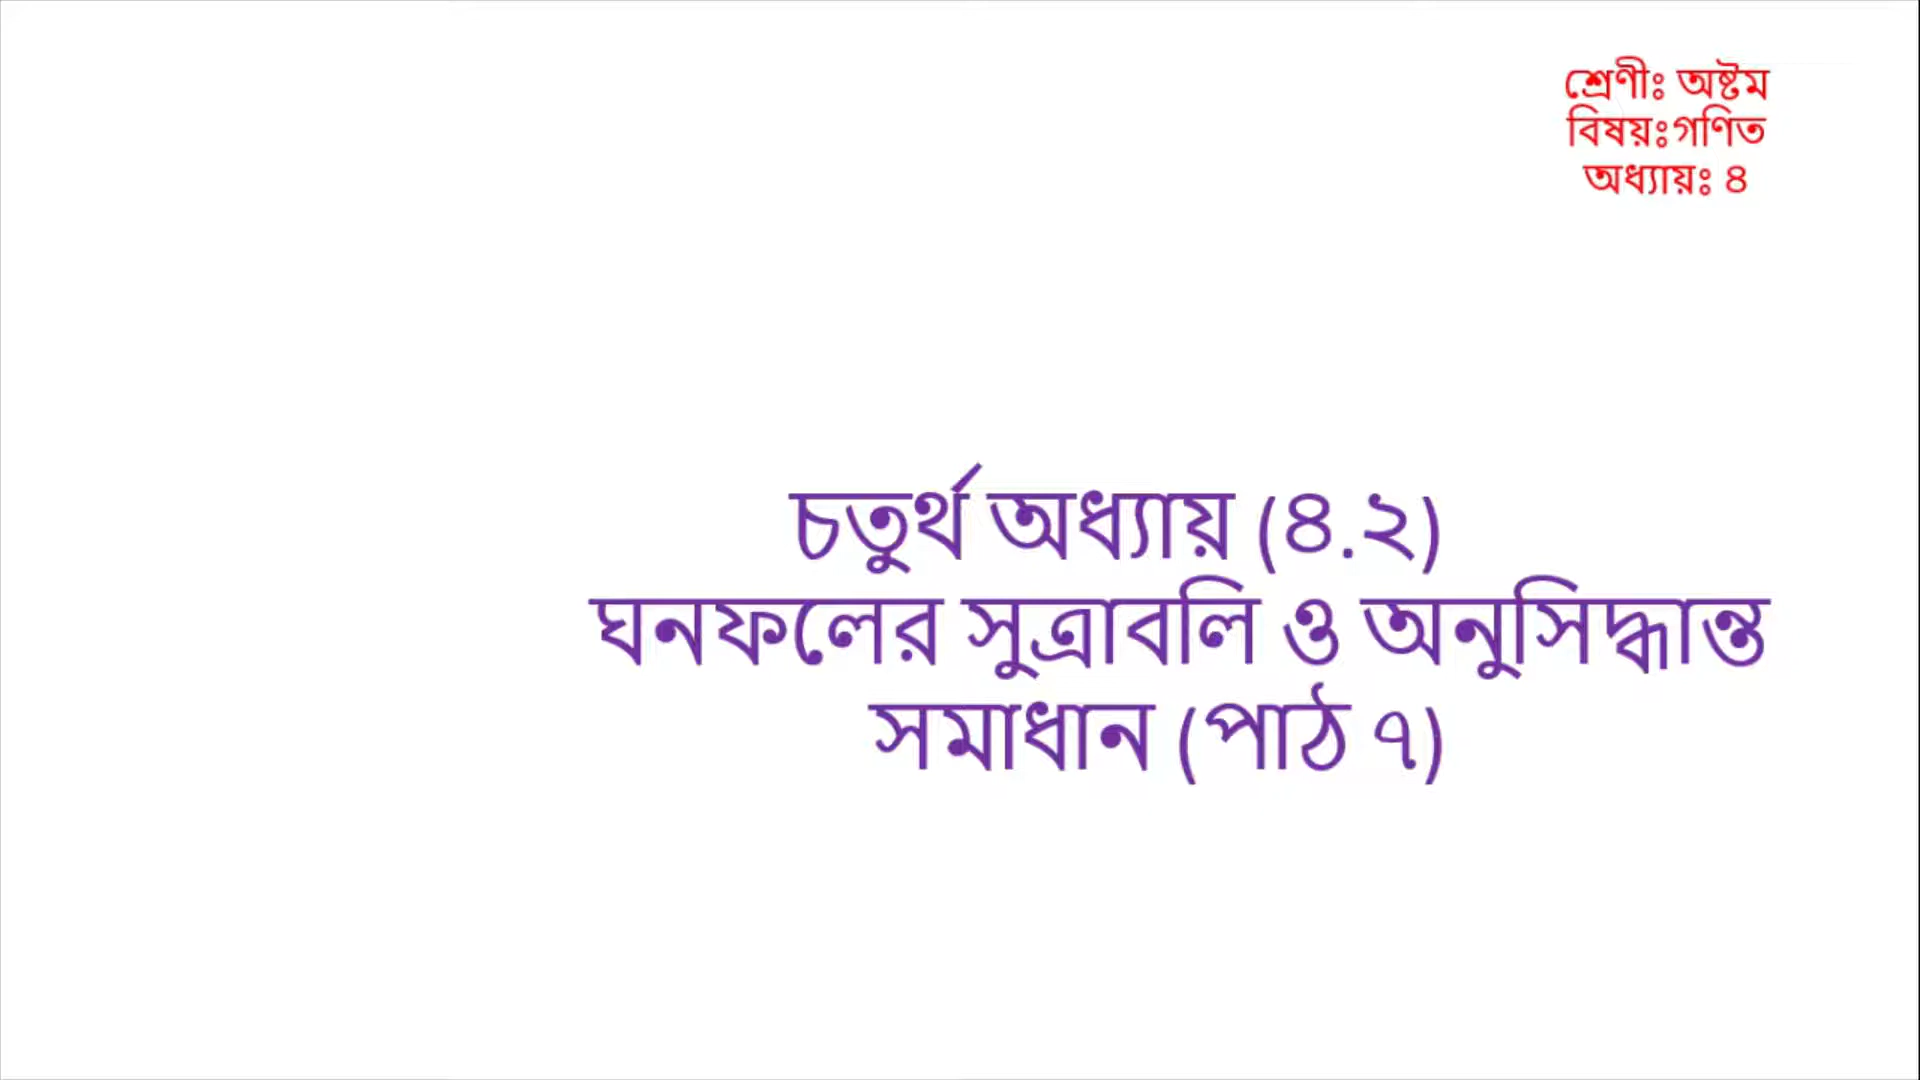 শ্রেণীঃ অষ্টম
বিষয়ঃগণিত
অধ্যায়ঃ ৪
চতুর্থ অধ্যায় (৪.২)
ঘনফলের সুত্রাবলি ও অনুসিদ্ধান্ত
সমাধান (পাঠ ৭)